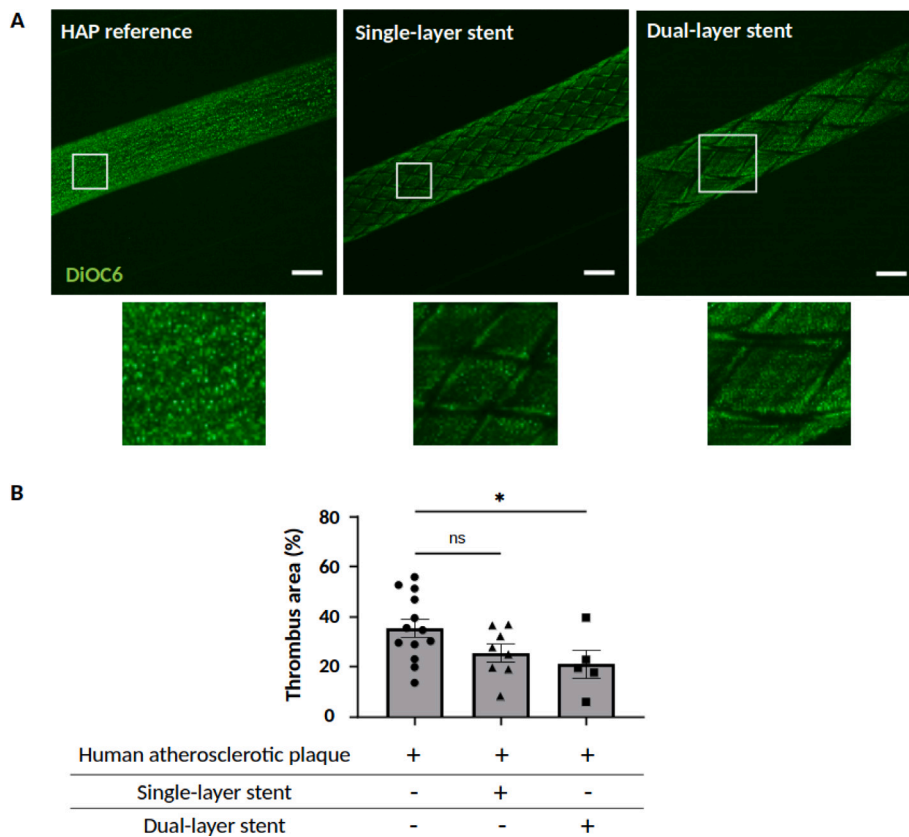 A
HAP reference
Single-layer stent
Dual-layer stent
DiOC6
B
*
ns
80
60
40
20
0
Thrombus area (%)
Human atherosclerotic plaque + + +
Single-layer stent - + -
Dual-layer stent - - +